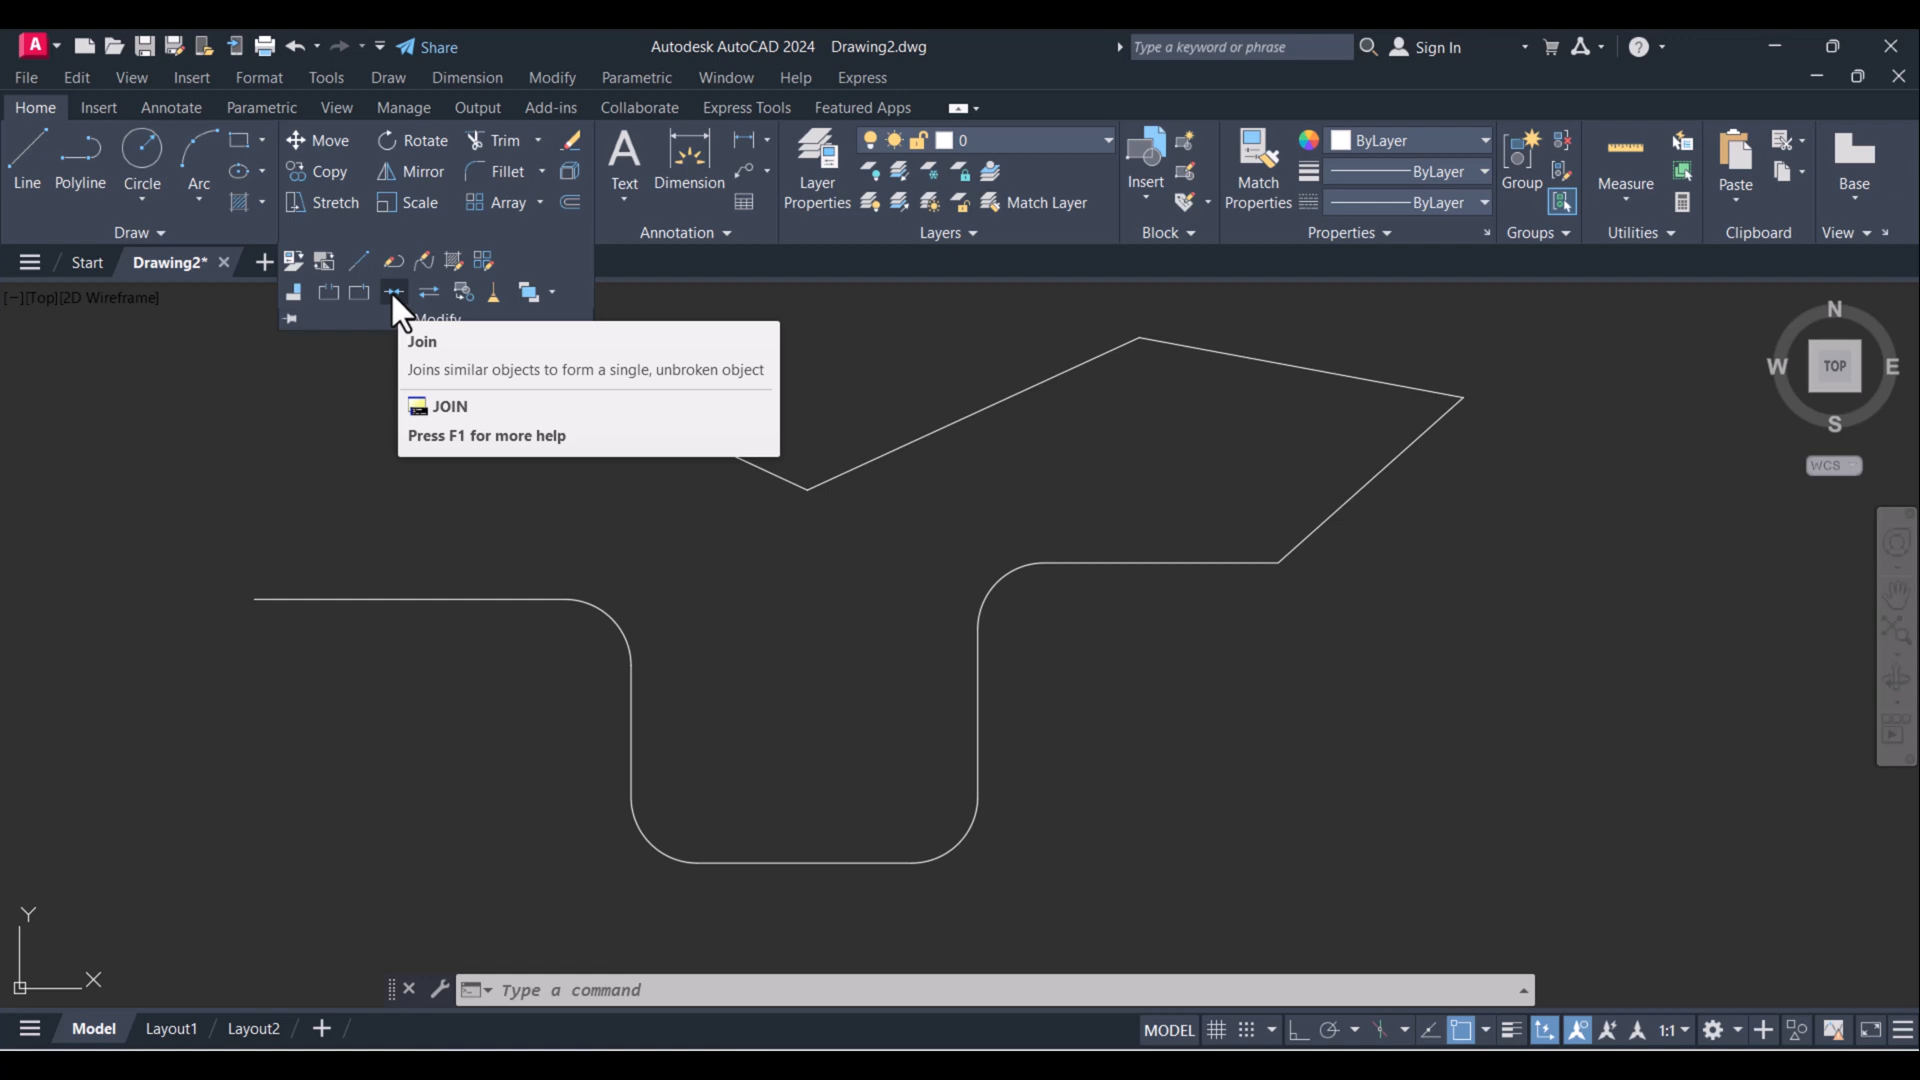 A Share Autodesk AutoCAD 2024 Drawing2.dwg Type a keyword or phrase Sign In
File Edit View Insert Format Tools Draw Dimension Modify Parametric Window Help Express
Home Insert Annotate Parametric View Manage Output Add-ins Collaborate Express Tools Featured Apps
Move Rotate Trim 0 ByLayer
Copy Mirror Fillet ByLayer
Line Polyline Circle Arc Text Dimension Layer Properties Insert Match Properties Group Measure Paste Base
Stretch Scale Array Match Layer ByLayer
Draw Annotation Layers Block Properties Groups Utilities Clipboard View
Start Drawing2* +
[−][Top][2D Wireframe]
Modify
Join
Joins similar objects to form a single, unbroken object
JOIN
Press F1 for more help
N
W TOP E
S
WCS
Y
X
Type a command
Model Layout1 Layout2 + MODEL 1:1